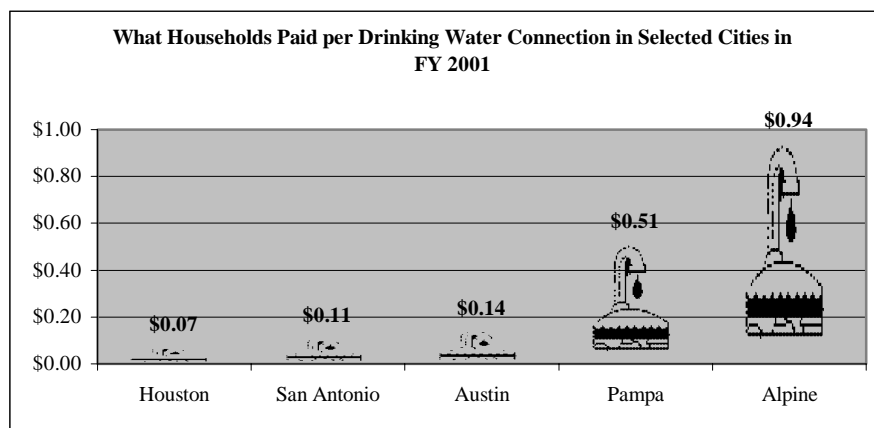 What Households Paid per Drinking Water Connection in Selected Cities in
FY 2001
$1.00
$0.80
$0.60
$0.40
$0.20
$0.00
$0.07
$0.11
$0.14
$0.51
$0.94
Houston
San Antonio
Austin
Pampa
Alpine